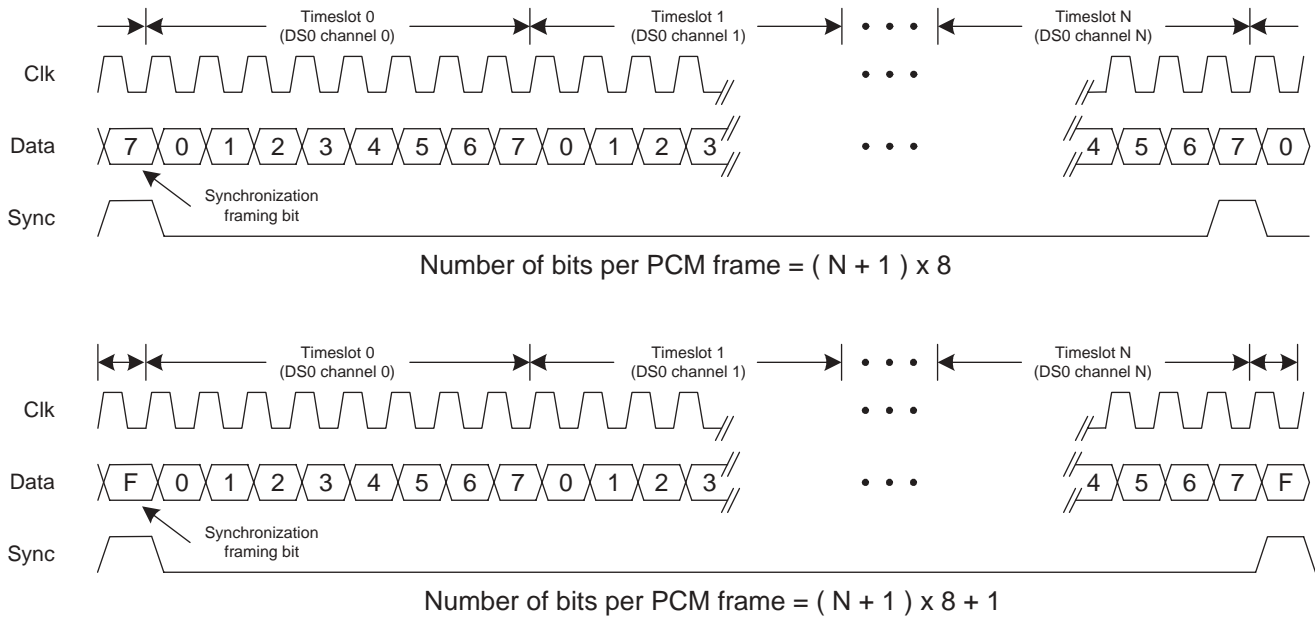 Timeslot 0 Timeslot 1 • • • Timeslot N
(DS0 channel 0) (DS0 channel 1) (DS0 channel N)
Clk • • •
Data 7 0 1 2 3 4 5 6 7 0 1 2 3 • • • 4 5 6 7 0
Synchronization
framing bit
Sync
Number of bits per PCM frame = ( N + 1 ) x 8
Timeslot 0 Timeslot 1 • • • Timeslot N
(DS0 channel 0) (DS0 channel 1) (DS0 channel N)
Clk • • •
Data F 0 1 2 3 4 5 6 7 0 1 2 3 • • • 4 5 6 7 F
Synchronization
framing bit
Sync
Number of bits per PCM frame = ( N + 1 ) x 8 + 1